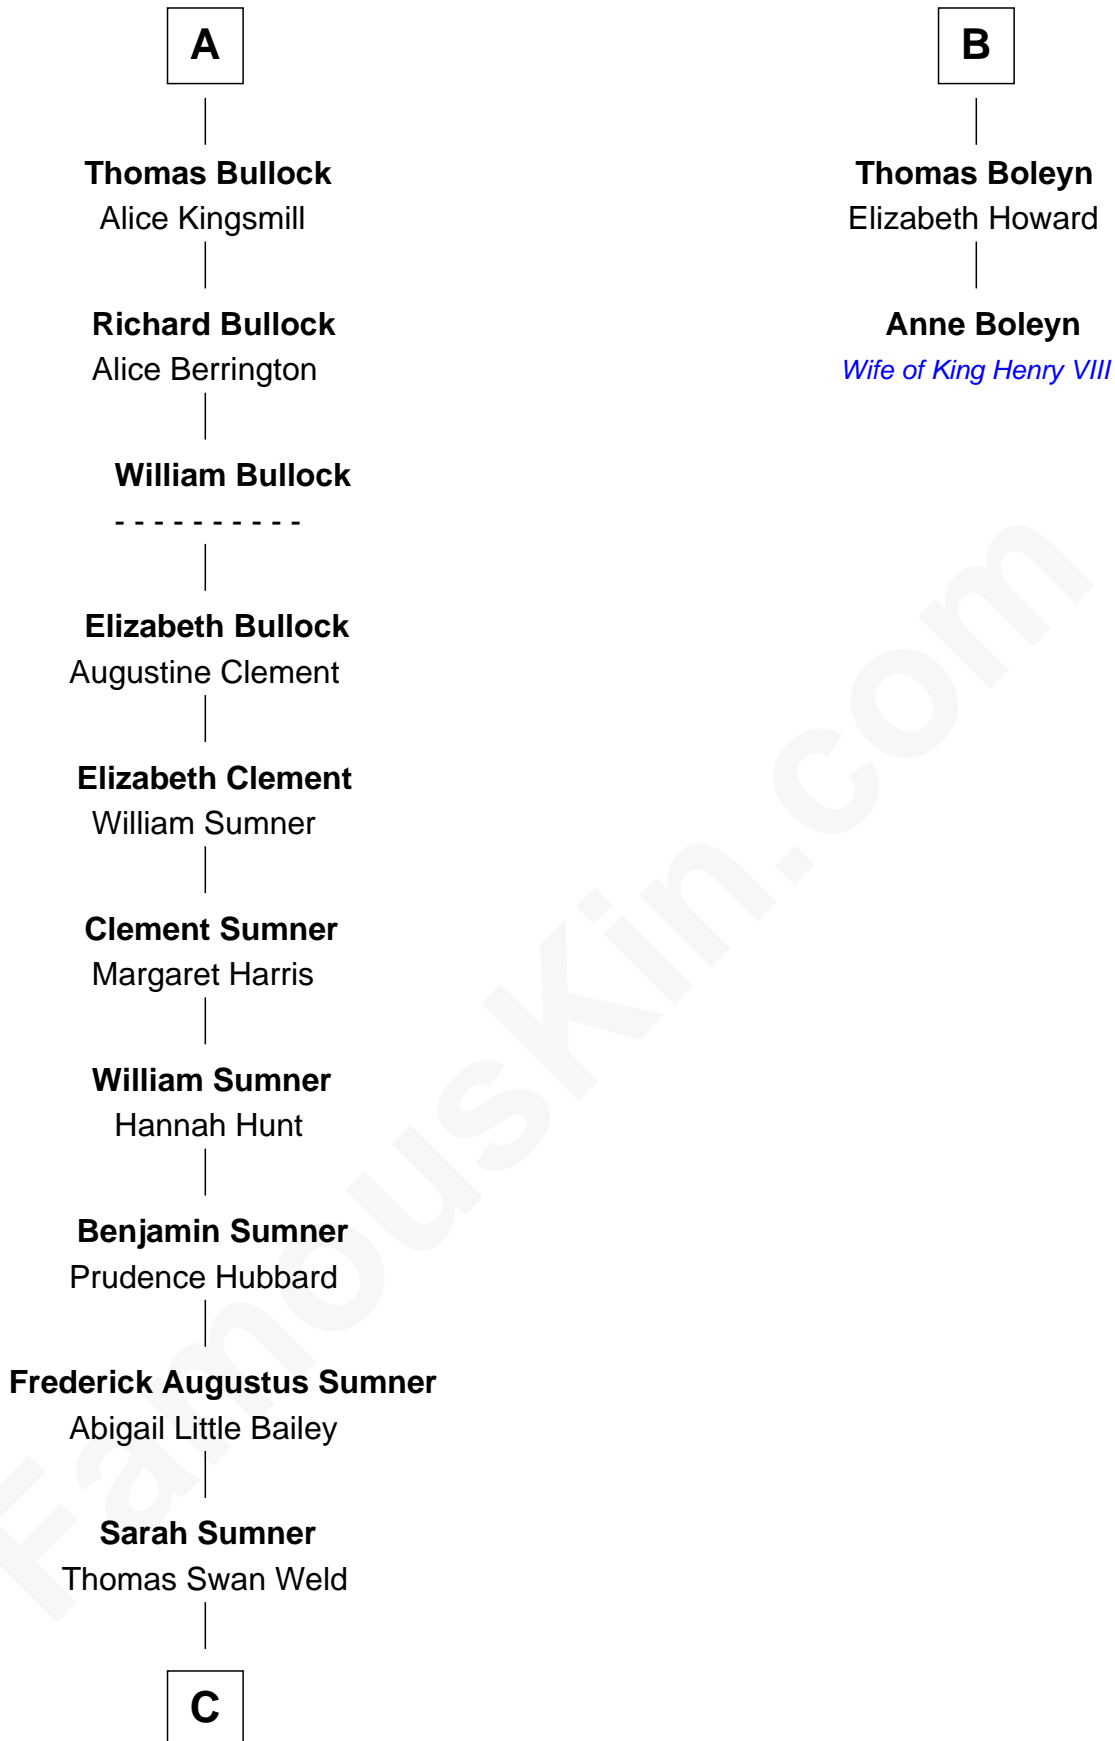 A
B
Thomas Bullock
Alice Kingsmill
Thomas Boleyn
Elizabeth Howard
Richard Bullock
Alice Berrington
Anne Boleyn
Wife of King Henry VIII
William Bullock
- - - - - - - - - -
Elizabeth Bullock
Augustine Clement
Elizabeth Clement
William Sumner
Clement Sumner
Margaret Harris
William Sumner
Hannah Hunt
Benjamin Sumner
Prudence Hubbard
Frederick Augustus Sumner
Abigail Little Bailey
Sarah Sumner
Thomas Swan Weld
C
FamousKin.com